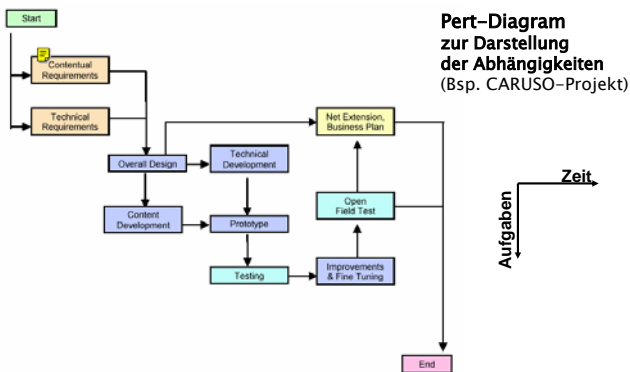 Start
Pert-Diagram
zur Darstellung
der Abhängigkeiten
(Bsp. CARUSO-Projekt)
Contentual
Requirements
Technical
Requirements
Net Extension,
Business Plan
Overall Design
Technical
Development
Zeit
Aufgaben
Content
Development
Prototype
Open
Field Test
Testing
Improvements
& Fine Tuning
End